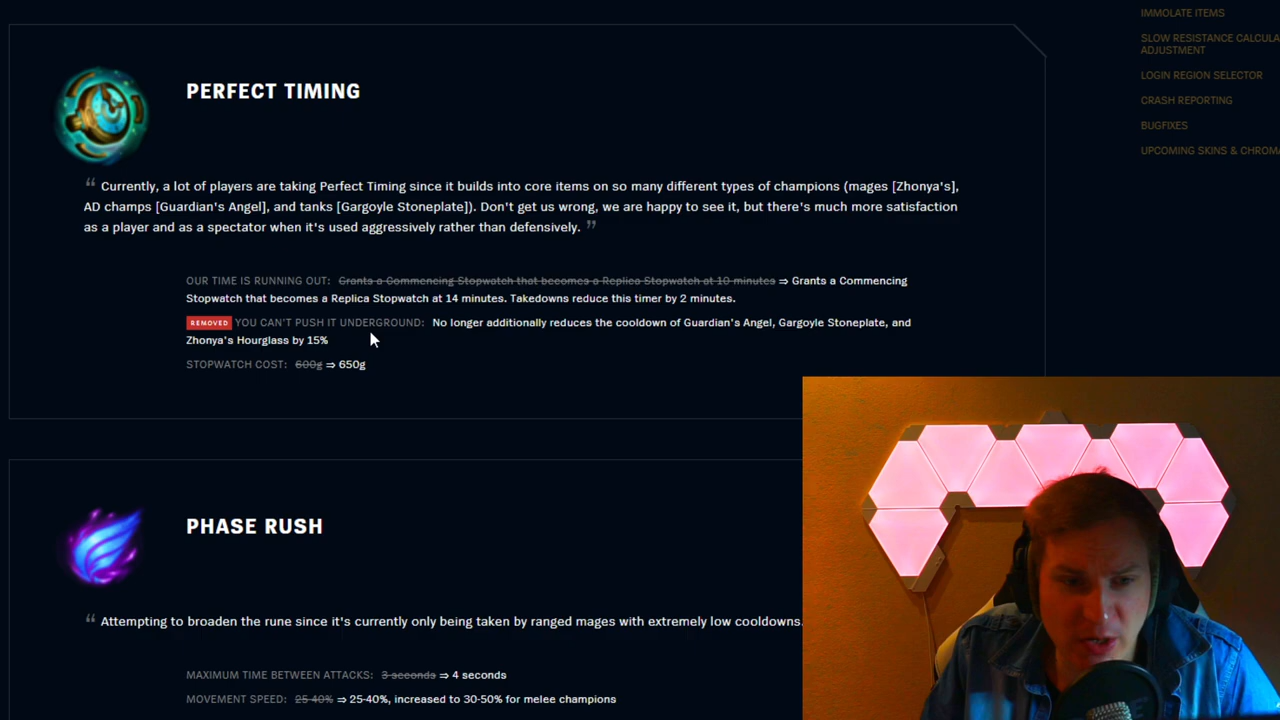 IMMOLATE ITEMS
SLOW RESISTANCE CALCULA
ADJUSTMENT
LOGIN REGION SELECTOR
CRASH REPORTING
BUGFIXES
UPCOMING SKINS & CHROMA
PERFECT TIMING
“ Currently, a lot of players are taking Perfect Timing since it builds into core items on so many different types of champions (mages [Zhonya's],
AD champs [Guardian's Angel], and tanks [Gargoyle Stoneplate]). Don't get us wrong, we are happy to see it, but there's much more satisfaction
as a player and as a spectator when it's used aggressively rather than defensively. ”
OUR TIME IS RUNNING OUT: Grants a Commencing Stopwatch that becomes a Replica Stopwatch at 10 minutes ⇒ Grants a Commencing
Stopwatch that becomes a Replica Stopwatch at 14 minutes. Takedowns reduce this timer by 2 minutes.
REMOVED YOU CAN'T PUSH IT UNDERGROUND: No longer additionally reduces the cooldown of Guardian's Angel, Gargoyle Stoneplate, and
Zhonya's Hourglass by 15%
STOPWATCH COST: 600g ⇒ 650g
PHASE RUSH
“ Attempting to broaden the rune since it's currently only being taken by ranged mages with extremely low cooldowns.
MAXIMUM TIME BETWEEN ATTACKS: 3 seconds ⇒ 4 seconds
MOVEMENT SPEED: 25-40% ⇒ 25-40%, increased to 30-50% for melee champions